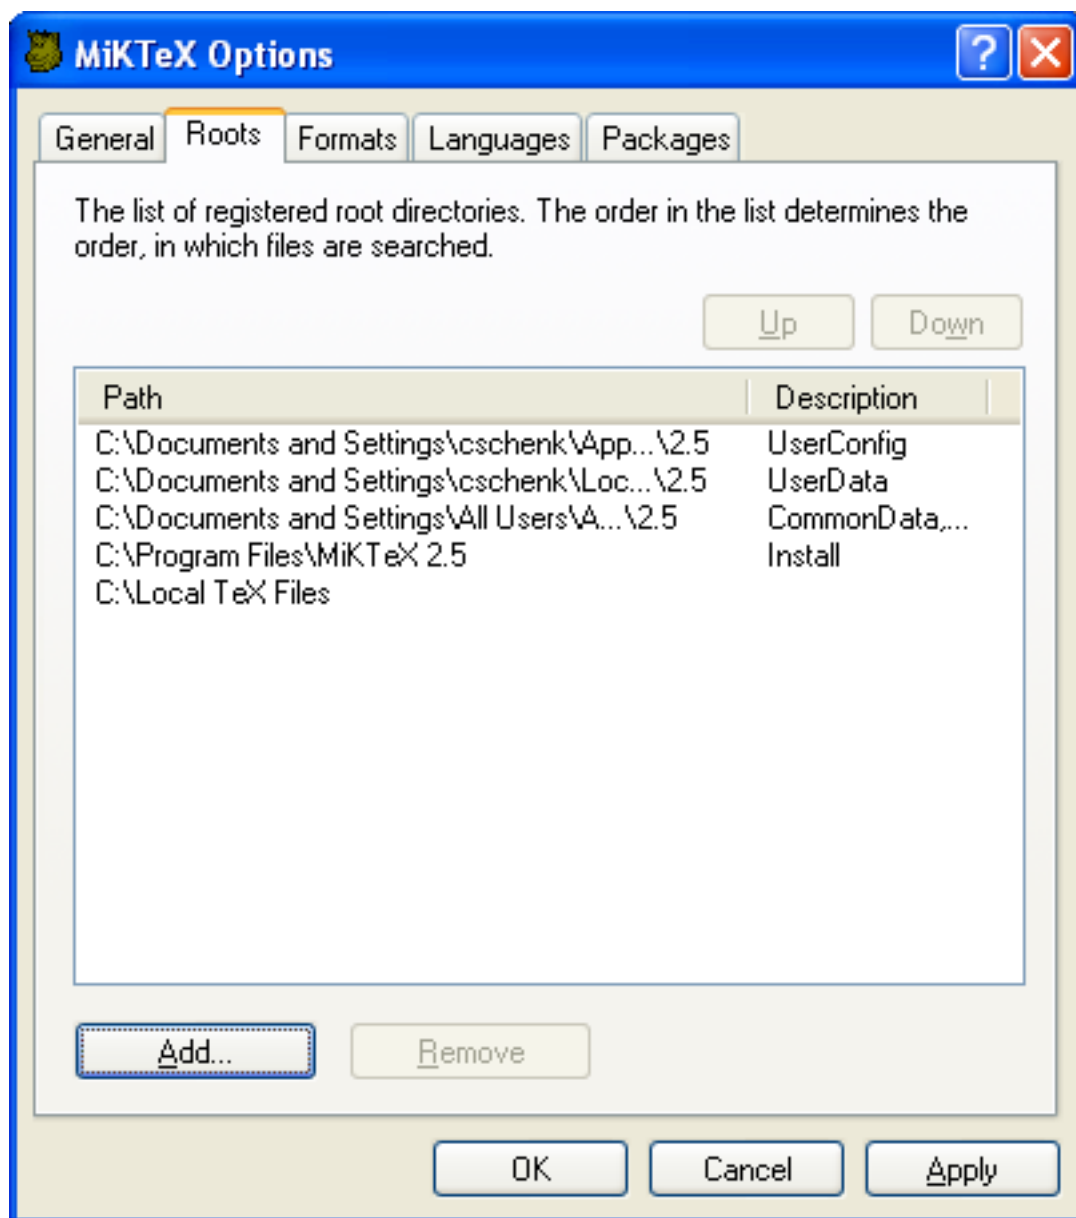 MiKTeX Options
?
General Roots Formats Languages Packages
The list of registered root directories. The order in the list determines the
order, in which files are searched.
Up Down
Path Description
C:\Documents and Settings\cschenk\App...\2.5 UserConfig
C:\Documents and Settings\cschenk\Loc...\2.5 UserData
C:\Documents and Settings\All Users\A...\2.5 CommonData,...
C:\Program Files\MiKTeX 2.5 Install
C:\Local TeX Files
Add... Remove
OK Cancel Apply